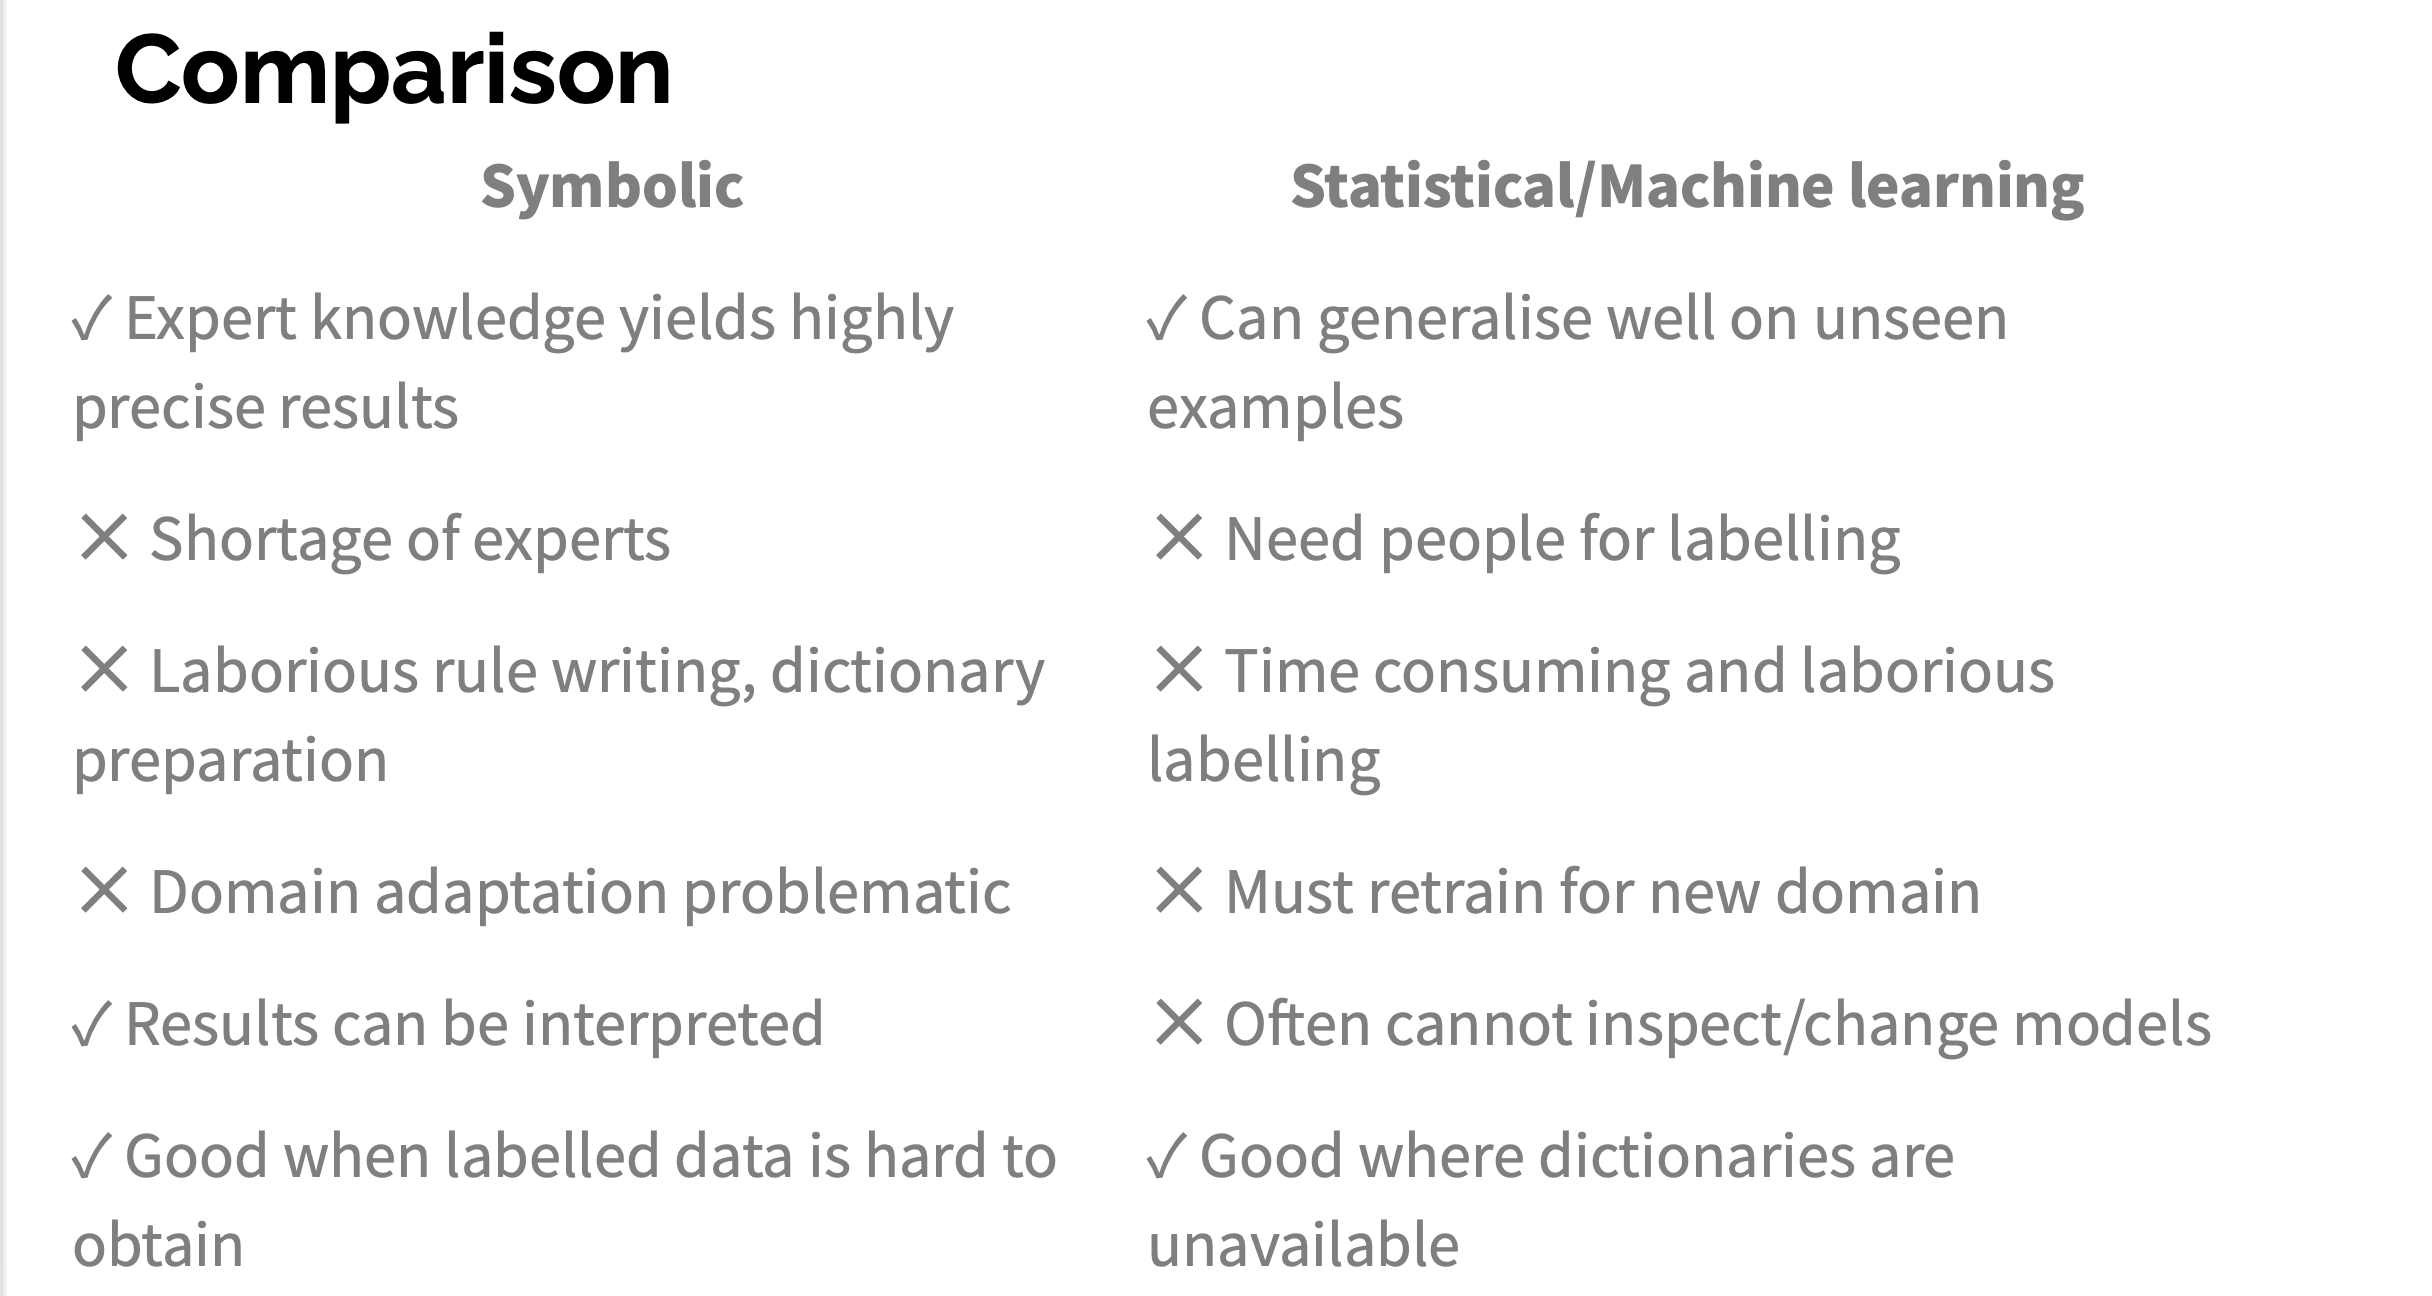 Comparison
Symbolic
✓ Expert knowledge yields highly
precise results
✕ Shortage of experts
✕ Laborious rule writing, dictionary
preparation
✕ Domain adaptation problematic
✓ Results can be interpreted
✓ Good when labelled data is hard to
obtain
Statistical/Machine learning
✓ Can generalise well on unseen
examples
✕ Need people for labelling
✕ Time consuming and laborious
labelling
✕ Must retrain for new domain
✕ Often cannot inspect/change models
✓ Good where dictionaries are
unavailable